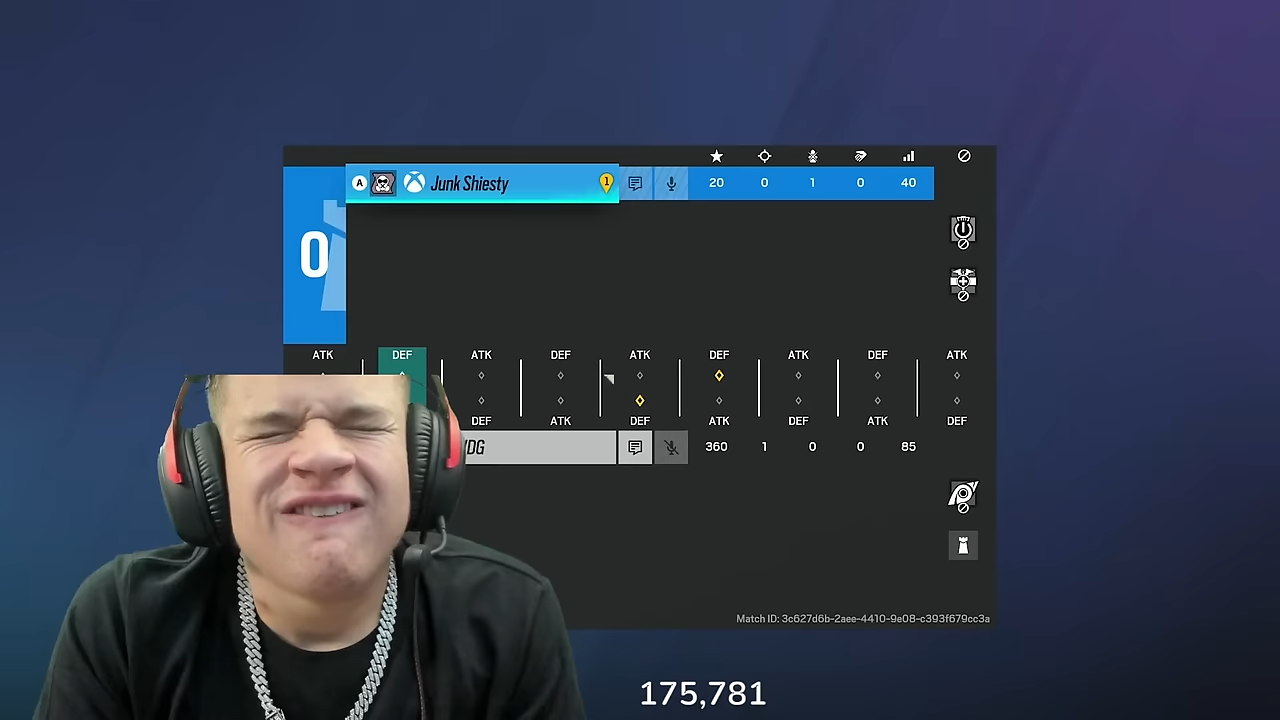 A Junk Shiesty 1 20 0 1 0 40
0
ATK DEF ATK DEF ATK DEF ATK DEF ATK
DEF ATK DEF ATK DEF ATK DEF
360 1 0 0 85
Match ID: 3c627d6b-2aee-4410-9e08-c393f679cc3a
175,781